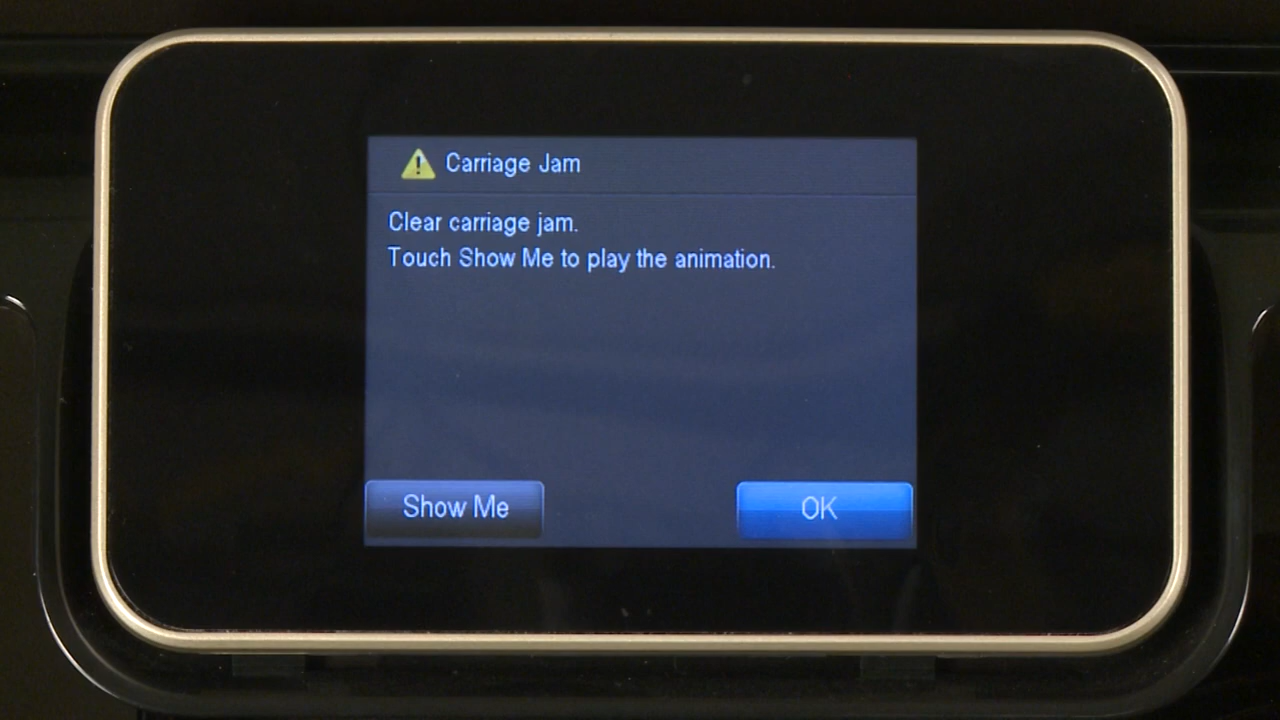 Carriage Jam
Clear carriage jam.
Touch Show Me to play the animation.
Show Me
OK